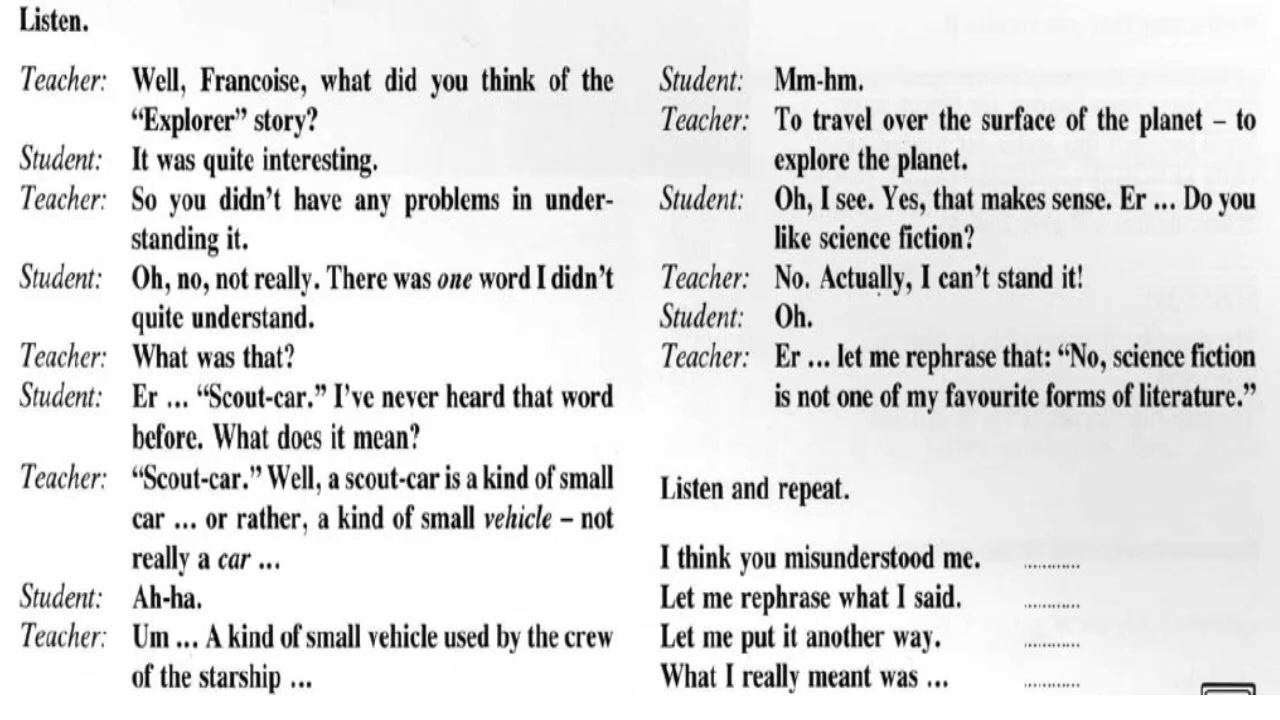 Listen.
Teacher: Well, Francoise, what did you think of the
“Explorer” story?
Student: It was quite interesting.
Teacher: So you didn’t have any problems in under-
standing it.
Student: Oh, no, not really. There was one word I didn’t
quite understand.
Teacher: What was that?
Student: Er ... “Scout-car.” I’ve never heard that word
before. What does it mean?
Teacher: “Scout-car.” Well, a scout-car is a kind of small
car ... or rather, a kind of small vehicle – not
really a car ...
Student: Ah-ha.
Teacher: Um ... A kind of small vehicle used by the crew
of the starship ...
Student: Mm-hm.
Teacher: To travel over the surface of the planet – to
explore the planet.
Student: Oh, I see. Yes, that makes sense. Er ... Do you
like science fiction?
Teacher: No. Actually, I can’t stand it!
Student: Oh.
Teacher: Er ... let me rephrase that: “No, science fiction
is not one of my favourite forms of literature.”
Listen and repeat.
I think you misunderstood me. ............
Let me rephrase what I said. ............
Let me put it another way. ............
What I really meant was ... ............